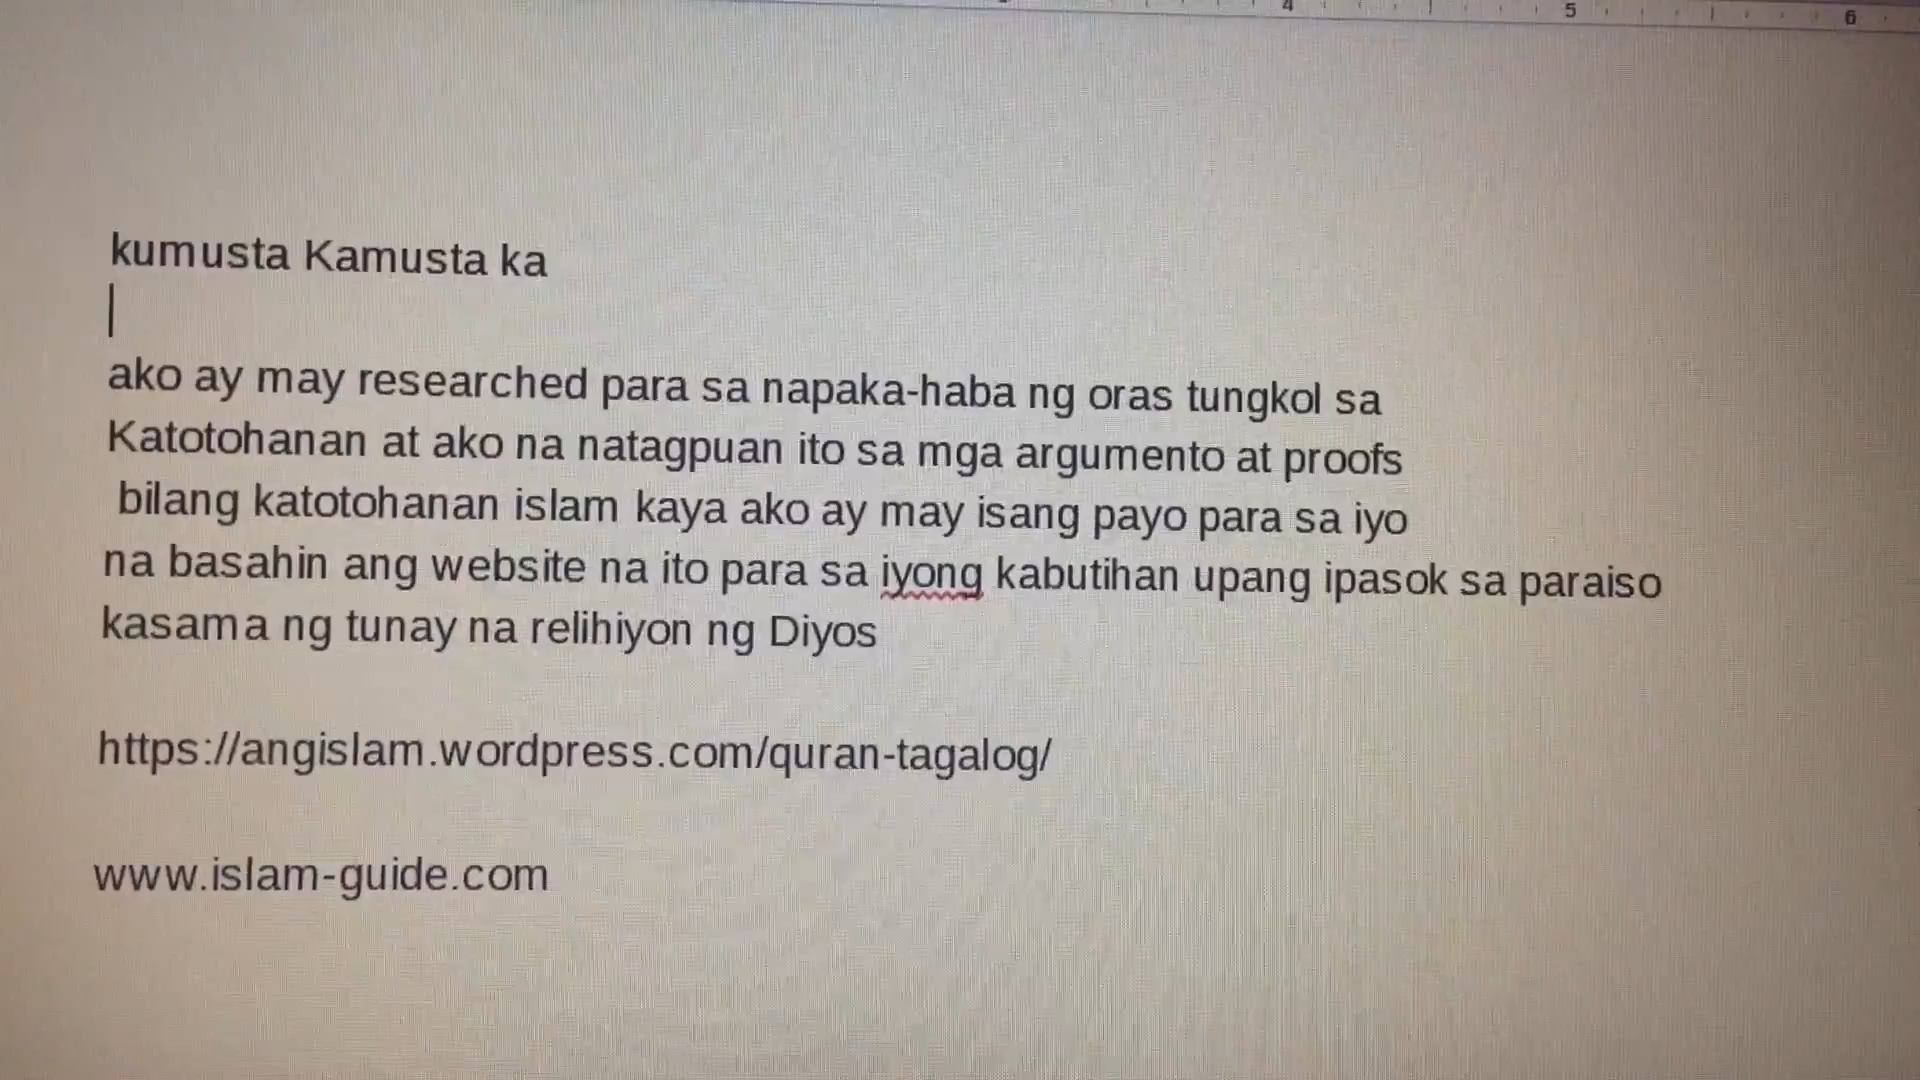 4 5 6
kumusta Kamusta ka
ako ay may researched para sa napaka-haba ng oras tungkol sa
Katotohanan at ako na natagpuan ito sa mga argumento at proofs
bilang katotohanan islam kaya ako ay may isang payo para sa iyo
na basahin ang website na ito para sa iyong kabutihan upang ipasok sa paraiso
kasama ng tunay na relihiyon ng Diyos
https://angislam.wordpress.com/quran-tagalog/
www.islam-guide.com